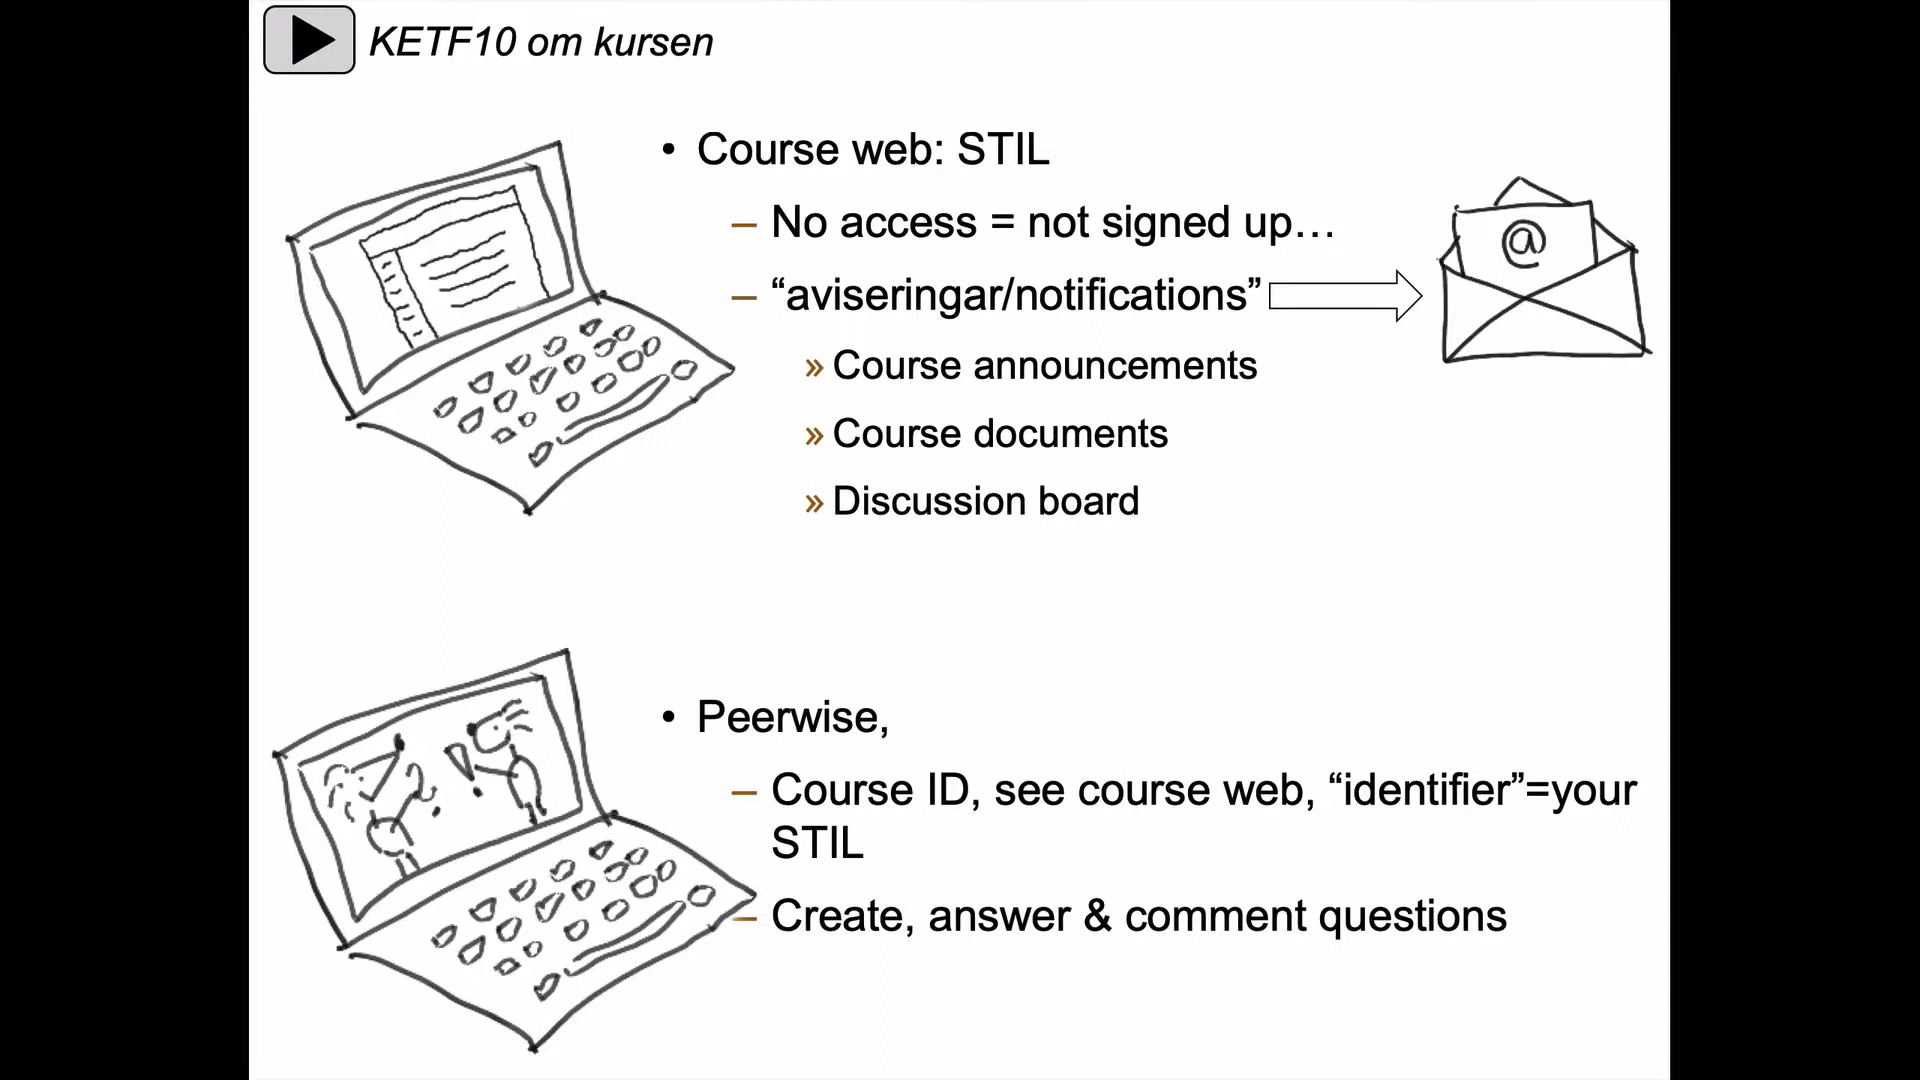 KETF10 om kursen
• Course web: STIL
– No access = not signed up…
– “aviseringar/notifications”
@
» Course announcements
» Course documents
» Discussion board
• Peerwise,
– Course ID, see course web, “identifier”=your
STIL
– Create, answer & comment questions